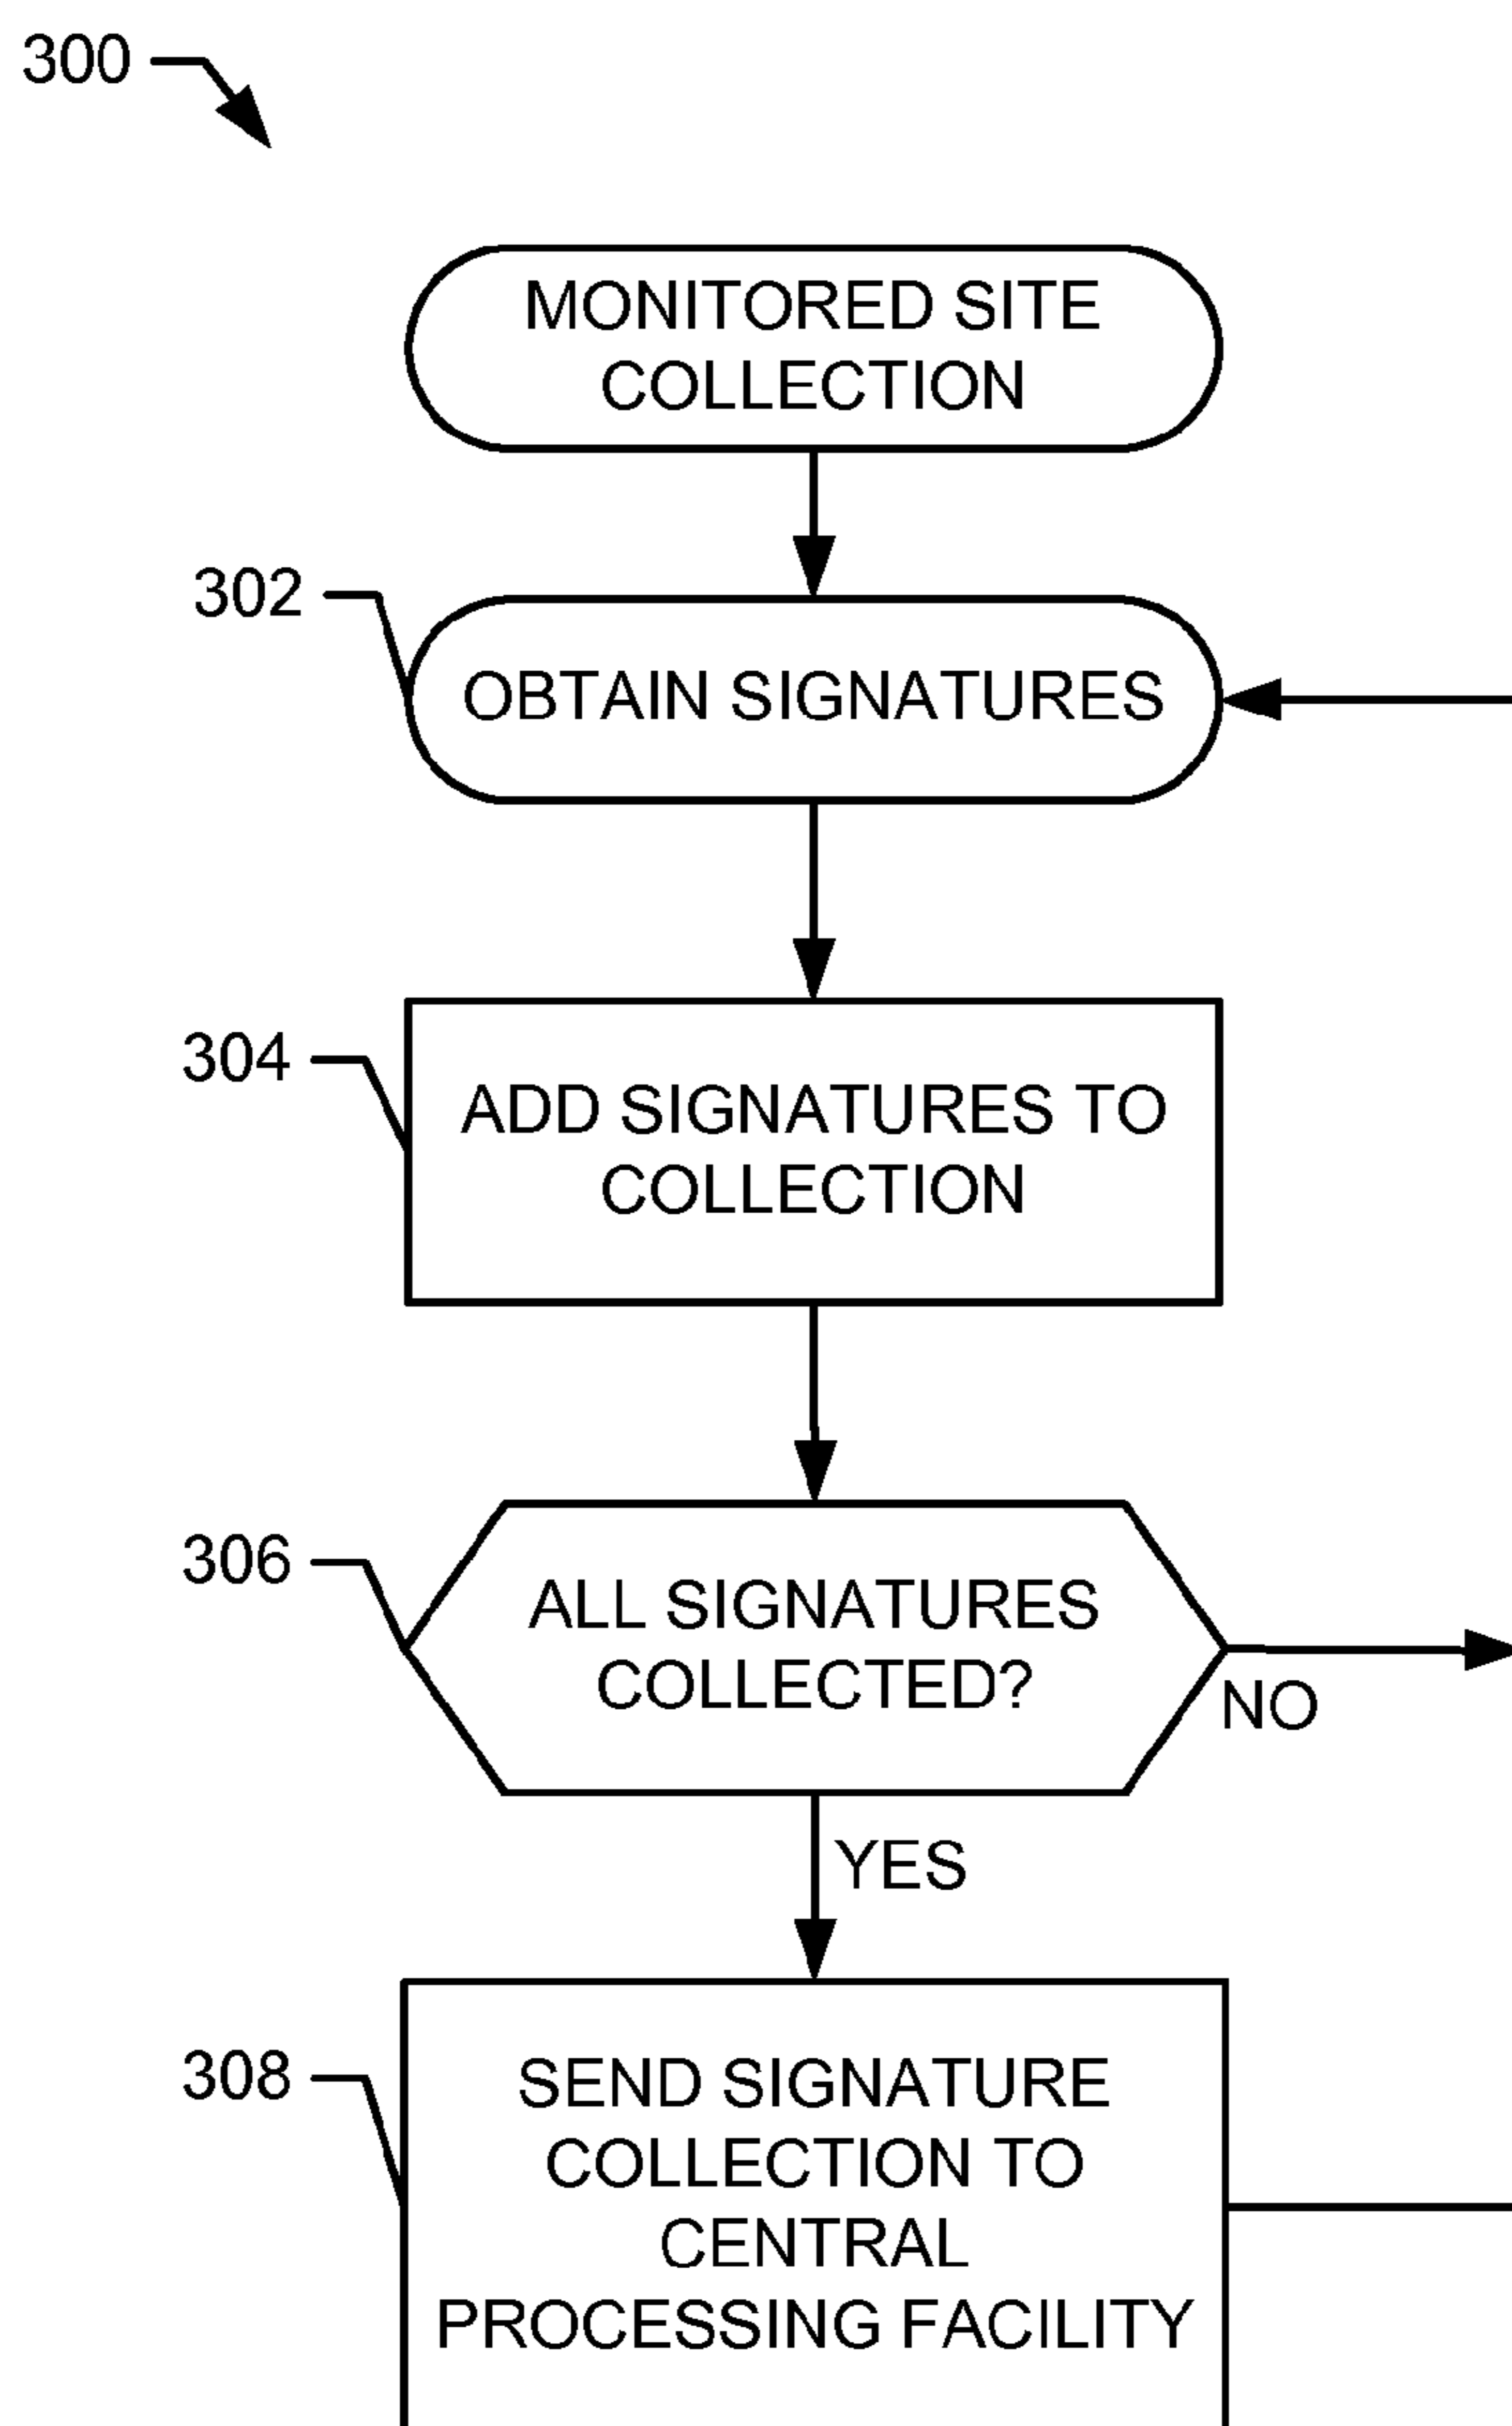 300
MONITORED SITE
COLLECTION
302
OBTAIN SIGNATURES
304
ADD SIGNATURES TO
COLLECTION
306
ALL SIGNATURES
COLLECTED?
NO
YES
308
SEND SIGNATURE
COLLECTION TO
CENTRAL
PROCESSING FACILITY